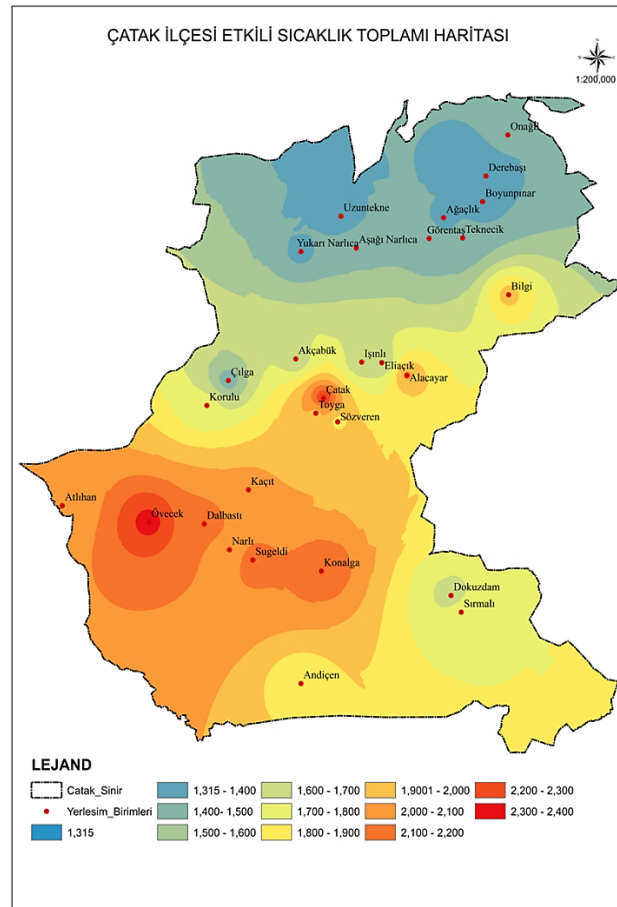 ÇATAK İLÇESİ ETKİLİ SICAKLIK TOPLAMI HARİTASI
N
1:200,000
Onağıl
Derebaşı
Boyunpınar
Uzuntekne
Ağaçlık
Görentaş
Teknecik
Yukarı Narlıca
Aşağı Narlıca
Bilgi
Akçabük
Işınlı
Eliaçık
Çılga
Alacayar
Korulu
Çatak
Toyga
Sözveren
Kaçıt
Atlıhan
Övecek
Dalbastı
Narlı
Sugeldi
Konalga
Dokuzdam
Sırmalı
Andiçen
LEJAND
Catak_Sinir
Yerlesim_Birimleri
1,315
1,315 - 1,400
1,400- 1,500
1,500 - 1,600
1,600 - 1,700
1,700 - 1,800
1,800 - 1,900
1,9001 - 2,000
2,000 - 2,100
2,100 - 2,200
2,200 - 2,300
2,300 - 2,400